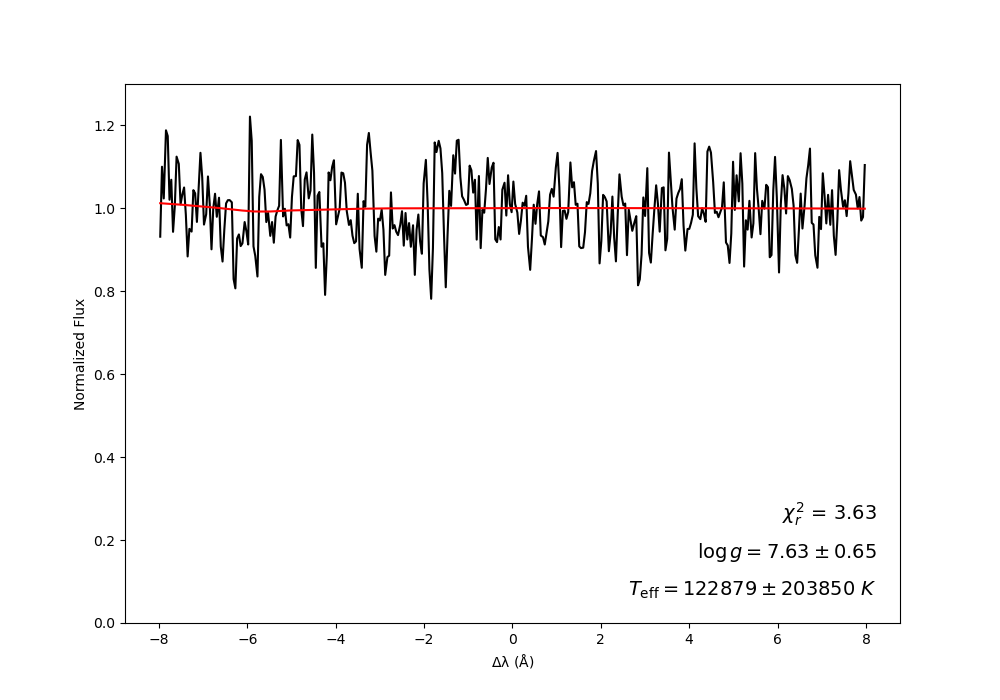 1.2
1.0
0.8
0.6
0.4
0.2
0.0
Normalized Flux
χ²ᵣ = 3.63
log g = 7.63 ± 0.65
T_eff = 122879 ± 203850 K
−8 −6 −4 −2 0 2 4 6 8
Δλ (Å)